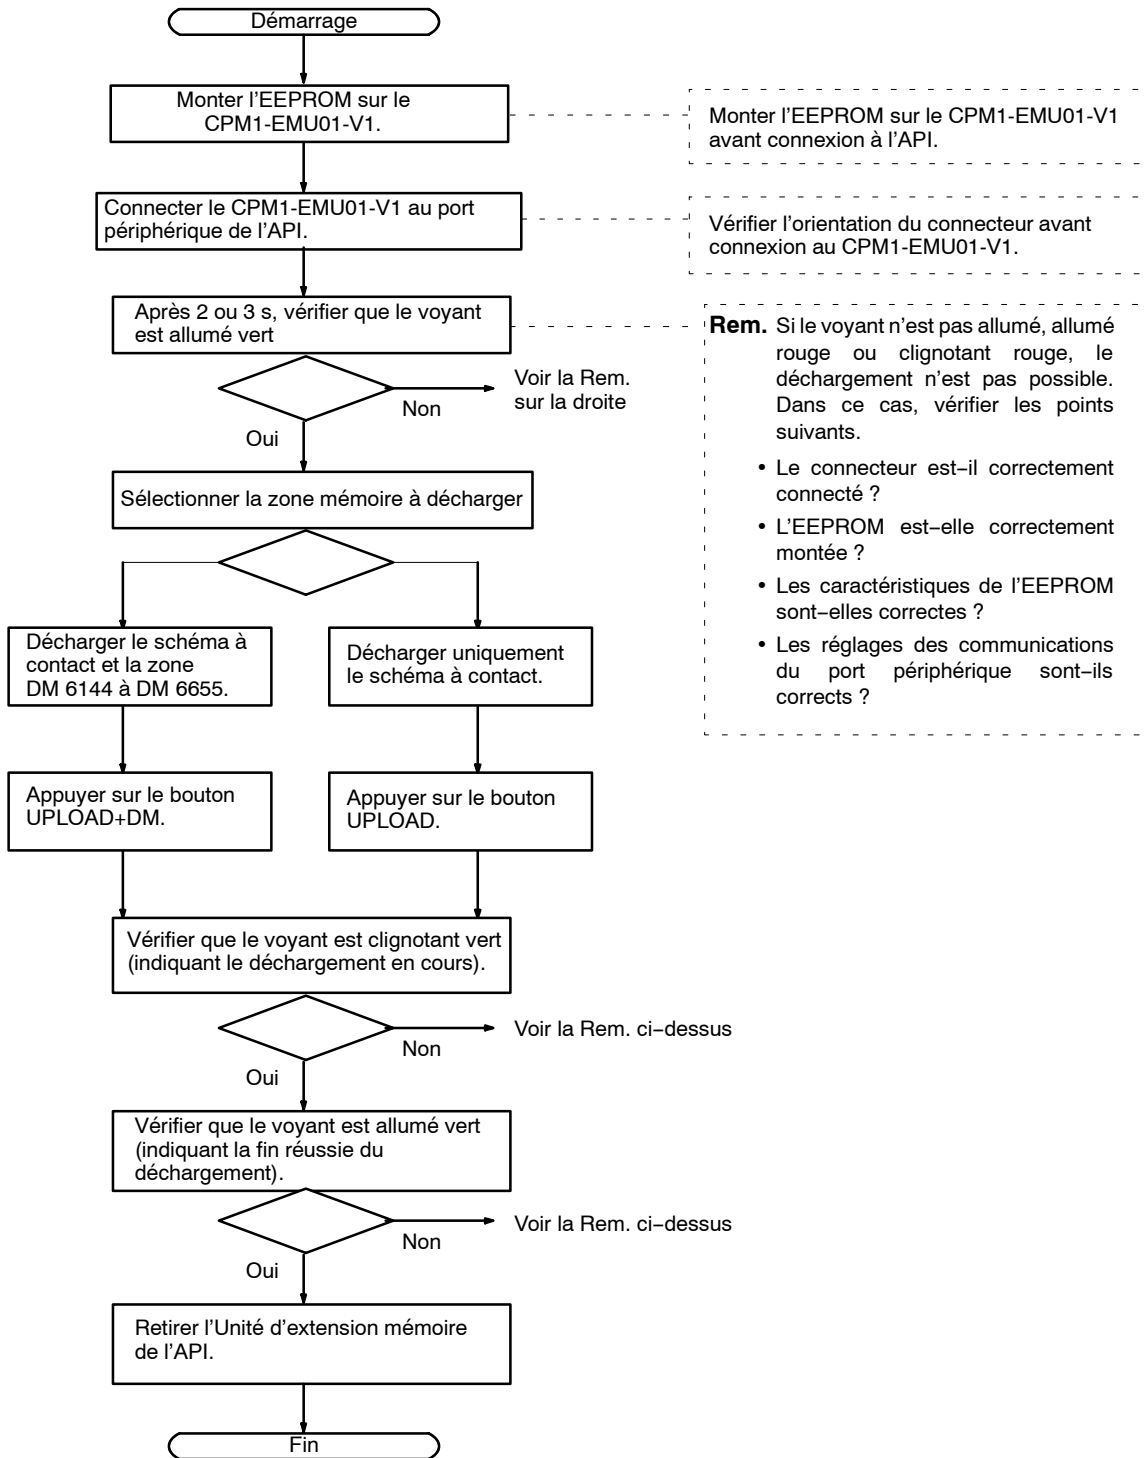 Démarrage
Monter l'EEPROM sur le
CPM1-EMU01-V1.
Monter l'EEPROM sur le CPM1-EMU01-V1
avant connexion à l'API.
Connecter le CPM1-EMU01-V1 au port
périphérique de l'API.
Vérifier l'orientation du connecteur avant
connexion au CPM1-EMU01-V1.
Après 2 ou 3 s, vérifier que le voyant
est allumé vert
Rem. Si le voyant n'est pas allumé, allumé
rouge ou clignotant rouge, le
déchargement n'est pas possible.
Dans ce cas, vérifier les points
suivants.
• Le connecteur est–il correctement
connecté ?
• L'EEPROM est–elle correctement
montée ?
• Les caractéristiques de l'EEPROM
sont–elles correctes ?
• Les réglages des communications
du port périphérique sont–ils
corrects ?
Non
Voir la Rem.
sur la droite
Oui
Sélectionner la zone mémoire à décharger
Décharger le schéma à
contact et la zone
DM 6144 à DM 6655.
Décharger uniquement
le schéma à contact.
Appuyer sur le bouton
UPLOAD+DM.
Appuyer sur le bouton
UPLOAD.
Vérifier que le voyant est clignotant vert
(indiquant le déchargement en cours).
Non
Voir la Rem. ci–dessus
Oui
Vérifier que le voyant est allumé vert
(indiquant la fin réussie du
déchargement).
Non
Voir la Rem. ci–dessus
Oui
Retirer l'Unité d'extension mémoire
de l'API.
Fin